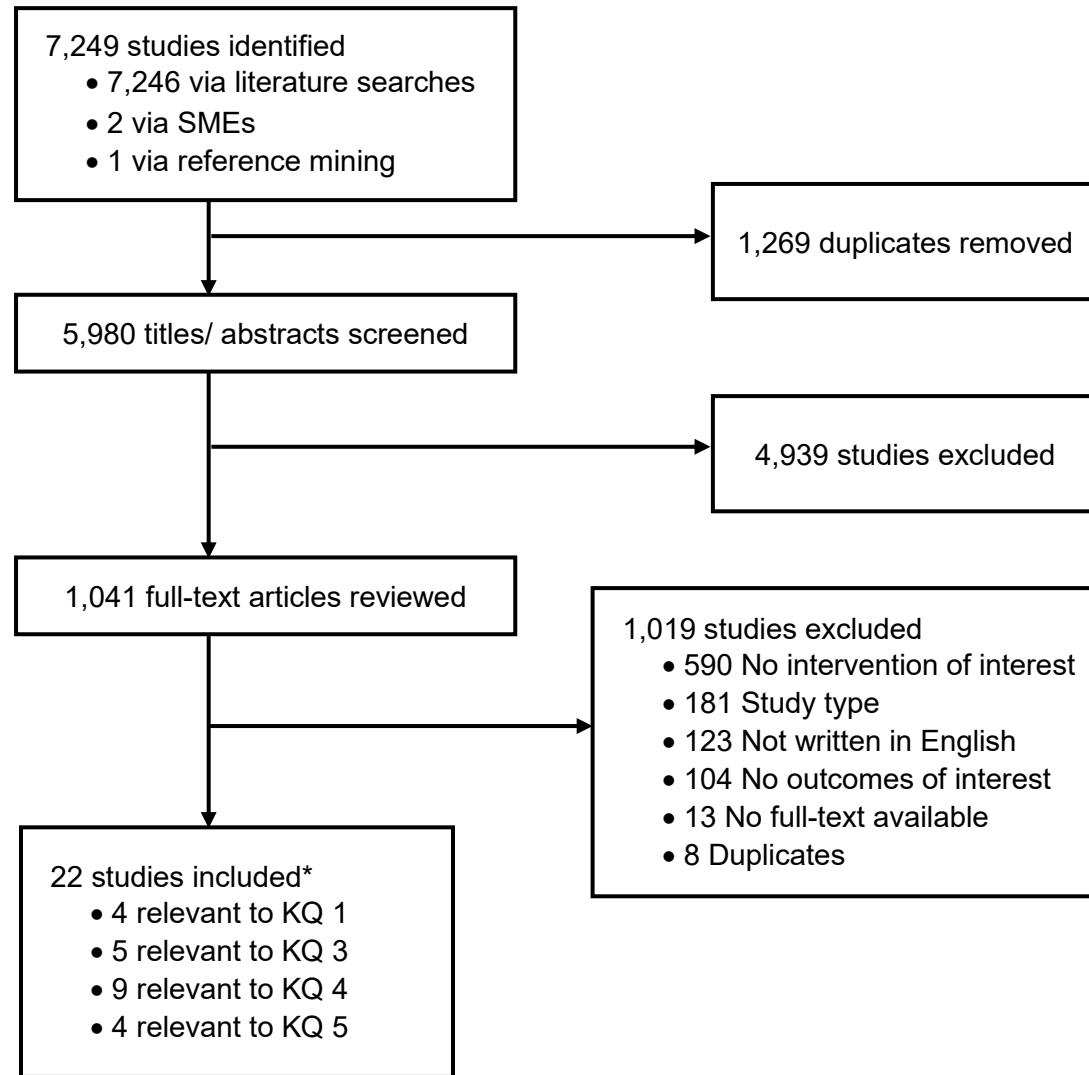 7,249 studies identified
• 7,246 via literature searches
• 2 via SMEs
• 1 via reference mining
1,269 duplicates removed
5,980 titles/ abstracts screened
4,939 studies excluded
1,041 full-text articles reviewed
1,019 studies excluded
• 590 No intervention of interest
• 181 Study type
• 123 Not written in English
• 104 No outcomes of interest
• 13 No full-text available
• 8 Duplicates
22 studies included*
• 4 relevant to KQ 1
• 5 relevant to KQ 3
• 9 relevant to KQ 4
• 4 relevant to KQ 5